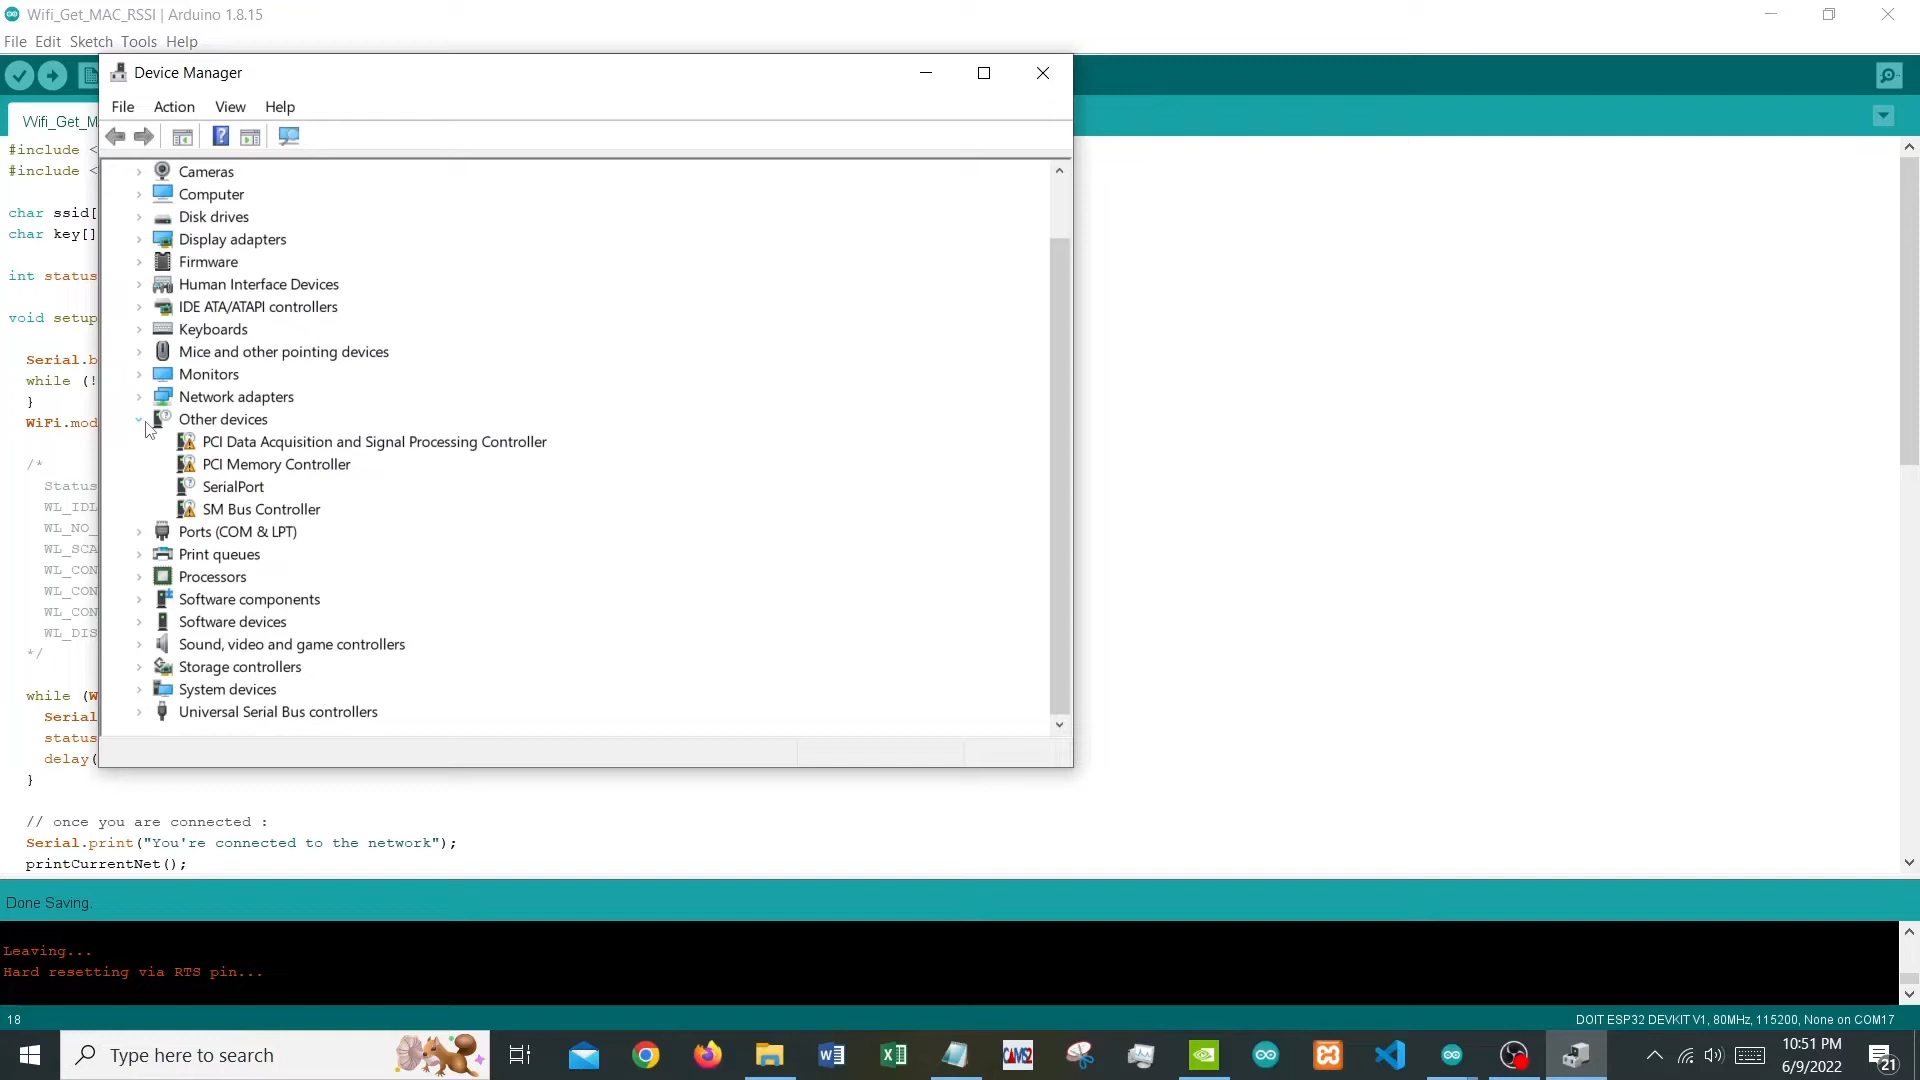 Wifi_Get_MAC_RSSI | Arduino 1.8.15
File Edit Sketch Tools Help
Device Manager
File Action View Help
Wifi_Get_M
#include <
#include <
char ssid[
char key[]
int status
void setup
Serial.b
while (!
}
WiFi.mod
/*
Status
WL_IDL
WL_NO_
WL_SCA
WL_CON
WL_CON
WL_CON
WL_DIS
*/
while (W
Serial
status
delay(
}
Cameras
Computer
Disk drives
Display adapters
Firmware
Human Interface Devices
IDE ATA/ATAPI controllers
Keyboards
Mice and other pointing devices
Monitors
Network adapters
Other devices
PCI Data Acquisition and Signal Processing Controller
PCI Memory Controller
SerialPort
SM Bus Controller
Ports (COM & LPT)
Print queues
Processors
Software components
Software devices
Sound, video and game controllers
Storage controllers
System devices
Universal Serial Bus controllers
// once you are connected :
Serial.print("You're connected to the network");
printCurrentNet();
Done Saving.
Leaving...
Hard resetting via RTS pin...
18
DOIT ESP32 DEVKIT V1, 80MHz, 115200, None on COM17
Type here to search
CAMS2
10:51 PM
6/9/2022
21